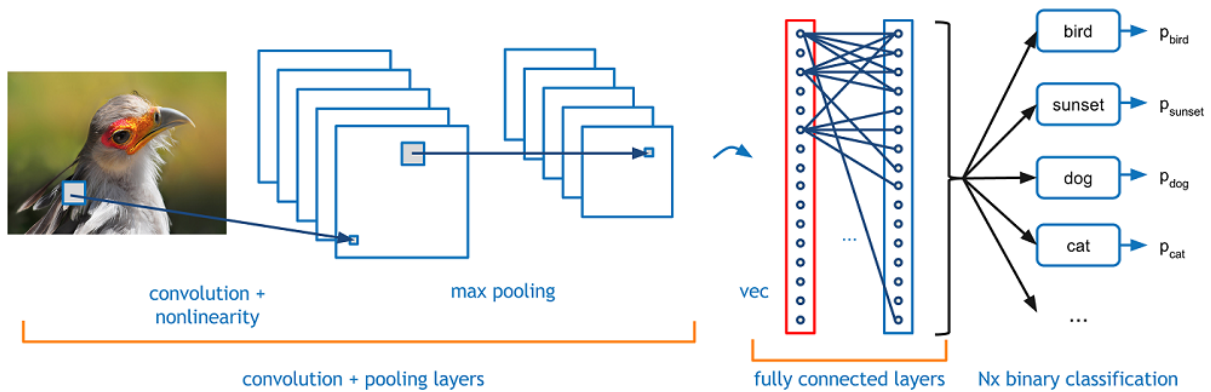 bird
p_bird
sunset
p_sunset
dog
p_dog
cat
p_cat
...
...
convolution +
nonlinearity
max pooling
vec
convolution + pooling layers
fully connected layers
Nx binary classification